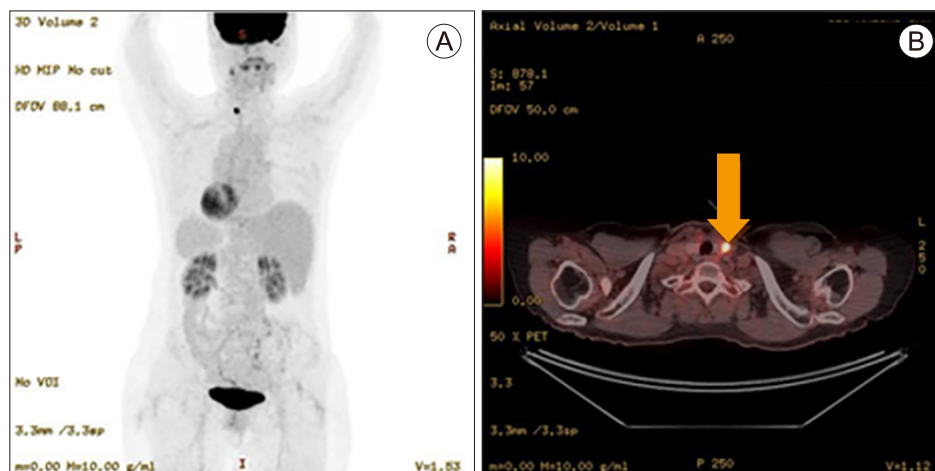 3D Volume 2
S
A
HD MIP No cut
DFOV 88.1 cm
L
P
R
A
No VOI
3.3mm /3.3sp
m=0.00 M=10.00 g/ml
I
V=1.53
Axial Volume 2/Volume 1
A 250
B
S: 878.1
Im: 57
DFOV 50.0 cm
10.00
L
250
0.00
50 % PET
3.3
3.3mm /3.3sp
m=0.00 M=10.00 g/ml
P 250
V=1.12